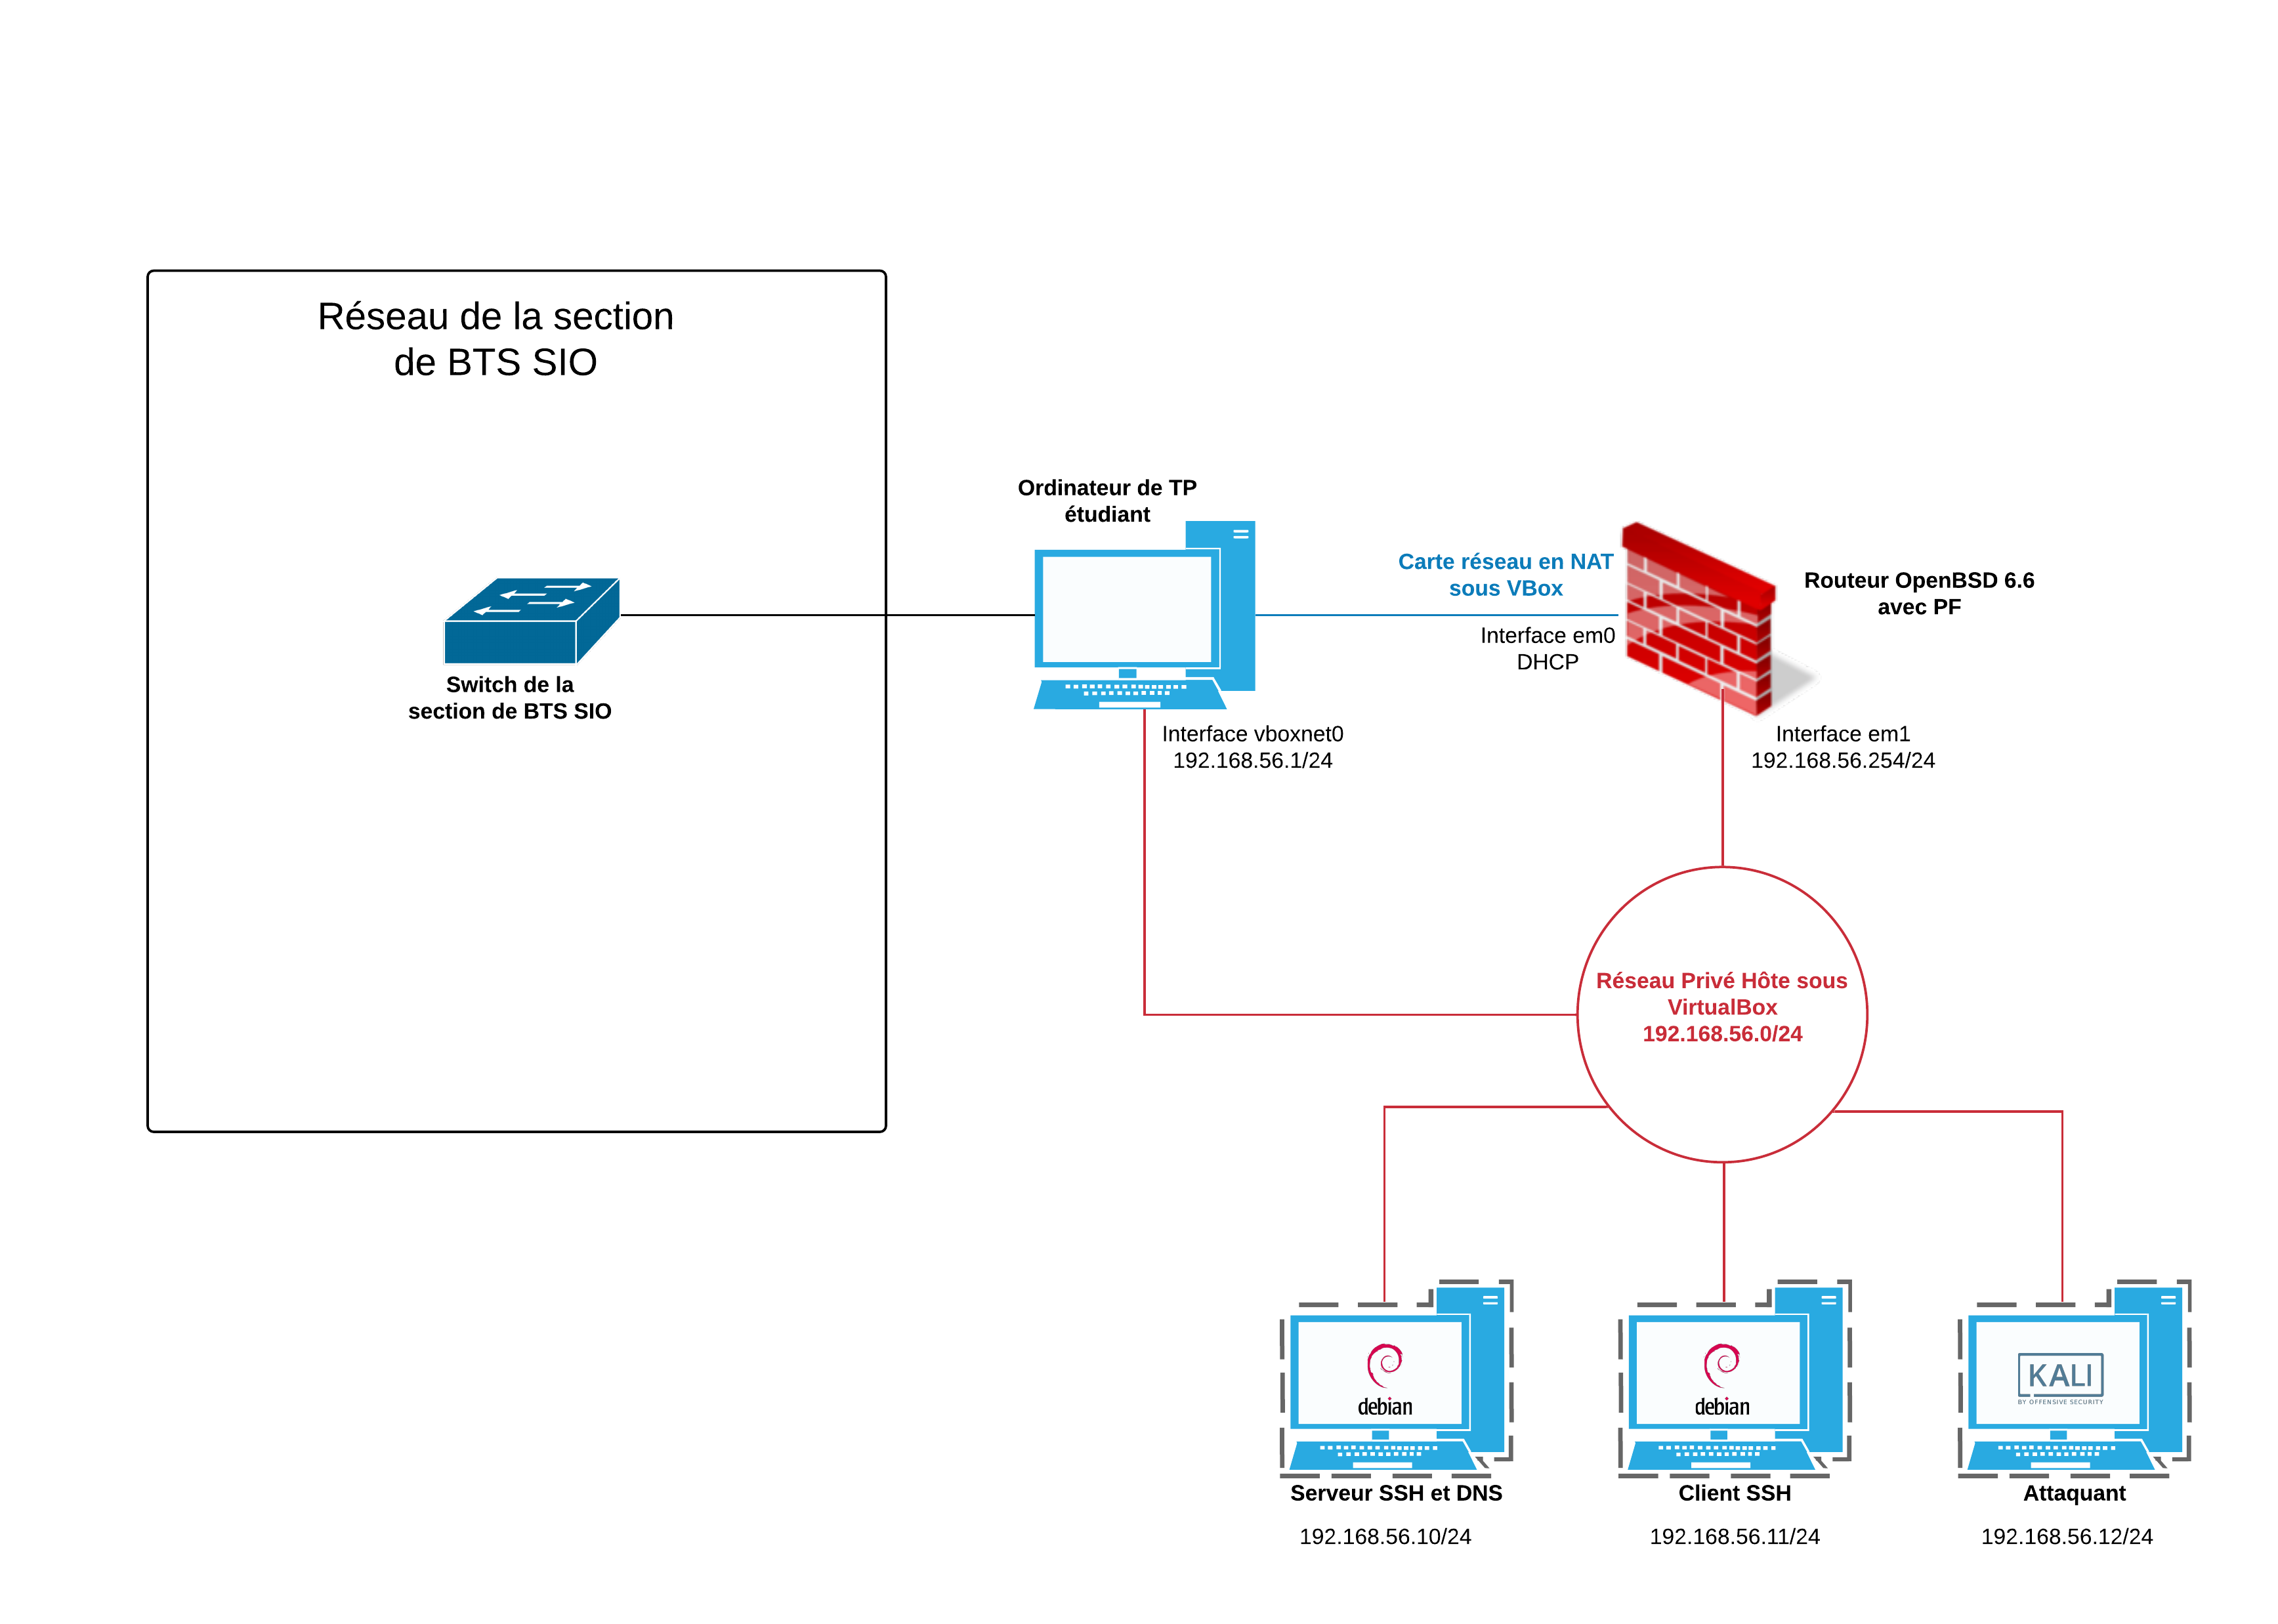 Réseau de la section
de BTS SIO
Ordinateur de TP
étudiant
Carte réseau en NAT
sous VBox
Routeur OpenBSD 6.6
avec PF
Interface em0
DHCP
Switch de la
section de BTS SIO
Interface vboxnet0
192.168.56.1/24
Interface em1
192.168.56.254/24
Réseau Privé Hôte sous
VirtualBox
192.168.56.0/24
debian
debian
KALI
BY OFFENSIVE SECURITY
Serveur SSH et DNS
192.168.56.10/24
Client SSH
192.168.56.11/24
Attaquant
192.168.56.12/24